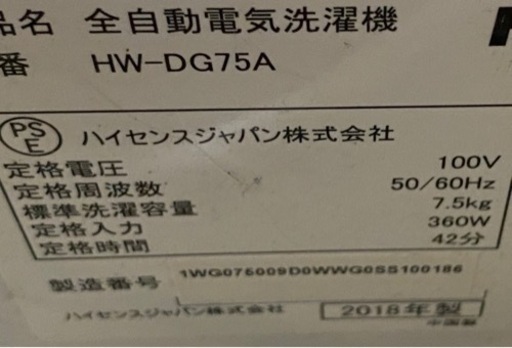 品名 全自動電気洗濯機
番 HW-DG75A
PS
E ハイセンスジャパン株式会社
定格電圧 100V
定格周波数 50/60Hz
標準洗濯容量 7.5kg
定格入力 360W
定格時間 42分
製造番号 1WG076009D0WWG0SS100186
ハイセンスジャパン株式会社 2018年製
中国製